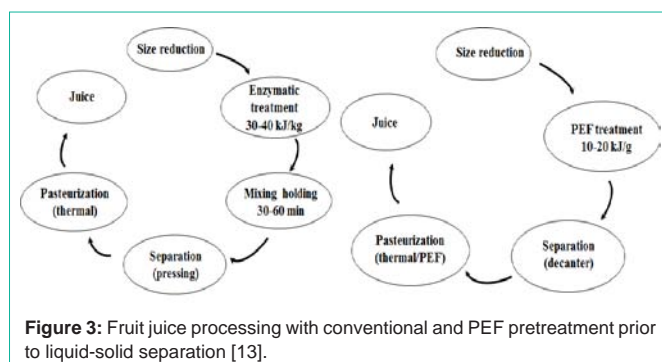 Size reduction
Enzymatic
treatment
30-40 kJ/kg
Mixing holding
30-60 min
Separation
(pressing)
Pasteurization
(thermal)
Juice
Size reduction
PEF treatment
10-20 kJ/g
Separation
(decanter)
Pasteurization
(thermal/PEF)
Juice
Figure 3: Fruit juice processing with conventional and PEF pretreatment prior
to liquid-solid separation [13].